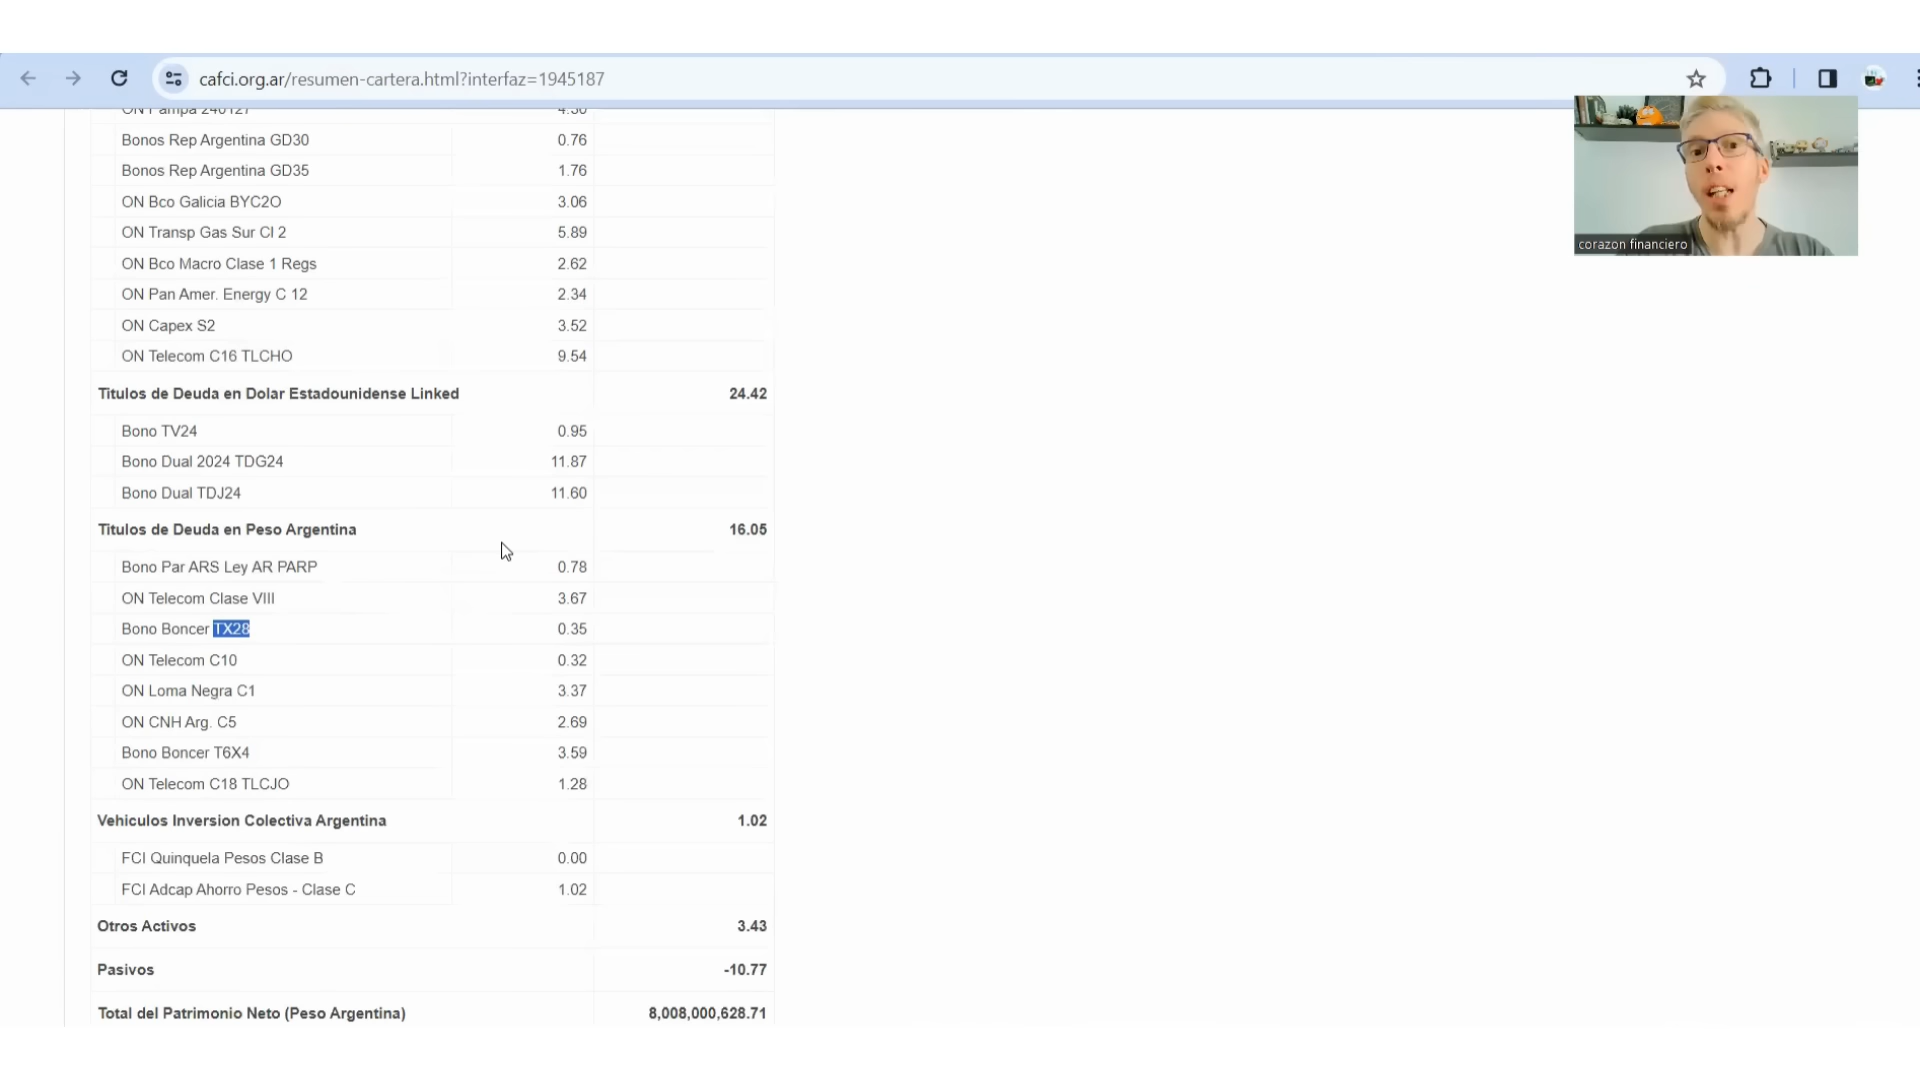 cafci.org.ar/resumen-cartera.html?interfaz=1945187
ON Pampa 240127 4.30
Bonos Rep Argentina GD30 0.76
Bonos Rep Argentina GD35 1.76
ON Bco Galicia BYC2O 3.06
ON Transp Gas Sur Cl 2 5.89
ON Bco Macro Clase 1 Regs 2.62
ON Pan Amer. Energy C 12 2.34
ON Capex S2 3.52
ON Telecom C16 TLCHO 9.54
Titulos de Deuda en Dolar Estadounidense Linked 24.42
Bono TV24 0.95
Bono Dual 2024 TDG24 11.87
Bono Dual TDJ24 11.60
Titulos de Deuda en Peso Argentina 16.05
Bono Par ARS Ley AR PARP 0.78
ON Telecom Clase VIII 3.67
Bono Boncer TX28 0.35
ON Telecom C10 0.32
ON Loma Negra C1 3.37
ON CNH Arg. C5 2.69
Bono Boncer T6X4 3.59
ON Telecom C18 TLCJO 1.28
Vehiculos Inversion Colectiva Argentina 1.02
FCI Quinquela Pesos Clase B 0.00
FCI Adcap Ahorro Pesos - Clase C 1.02
Otros Activos 3.43
Pasivos -10.77
Total del Patrimonio Neto (Peso Argentina) 8,008,000,628.71
corazon financiero